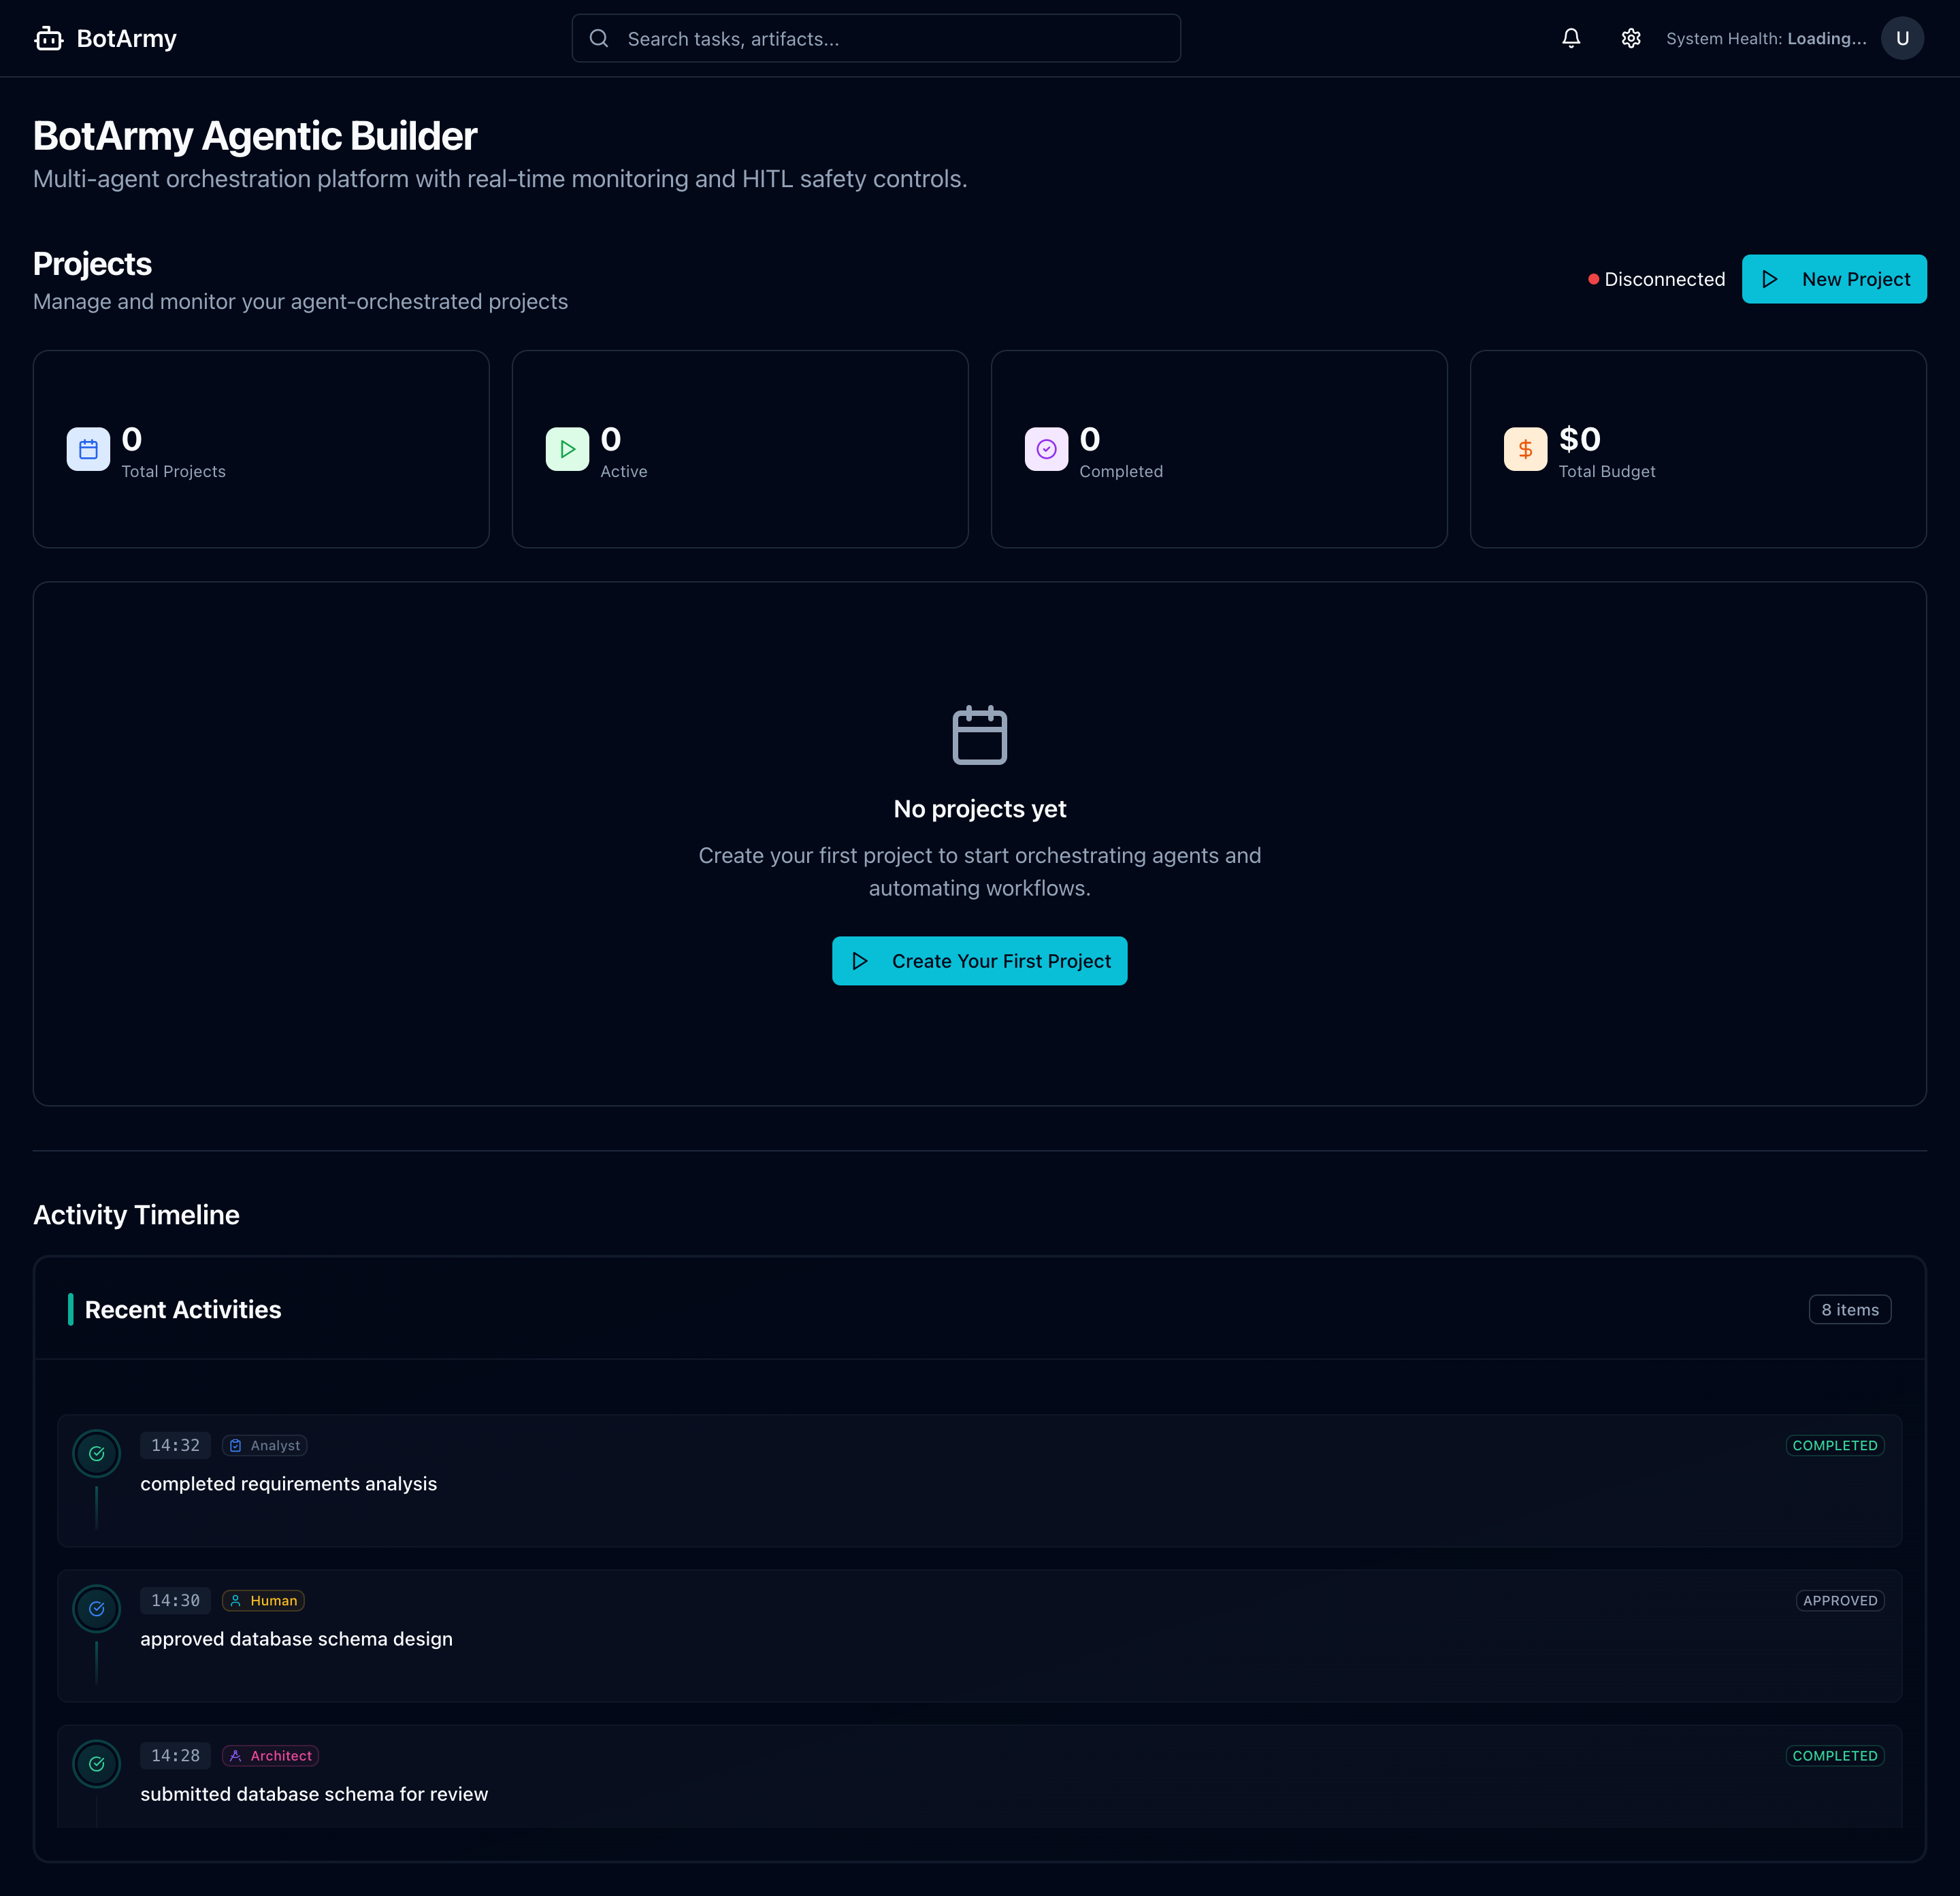 BotArmy
Search tasks, artifacts...
System Health: Loading...
U
BotArmy Agentic Builder
Multi-agent orchestration platform with real-time monitoring and HITL safety controls.
Projects
Manage and monitor your agent-orchestrated projects
Disconnected
New Project
0
Total Projects
0
Active
0
Completed
$0
Total Budget
No projects yet
Create your first project to start orchestrating agents and
automating workflows.
Create Your First Project
Activity Timeline
Recent Activities
8 items
14:32 Analyst COMPLETED
completed requirements analysis
14:30 Human APPROVED
approved database schema design
14:28 Architect COMPLETED
submitted database schema for review